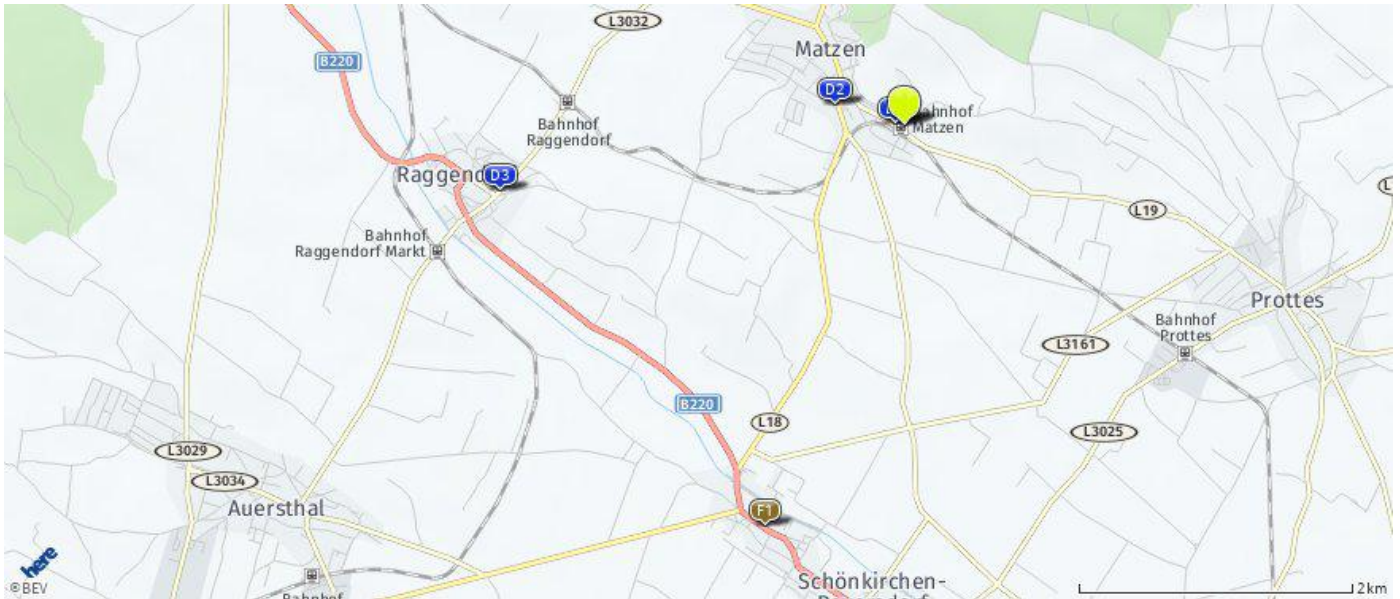 L3032
Matzen
B220
D2
Bahnhof
Matzen
Bahnhof
Raggendorf
D3
L19
Bahnhof
Raggendorf Markt
Prottes
Bahnhof
Prottes
L3161
B220
L18
L3025
L3029
L3034
Auersthal
F1
here
©BEV
Schönkirchen-
Bahnhof
2km